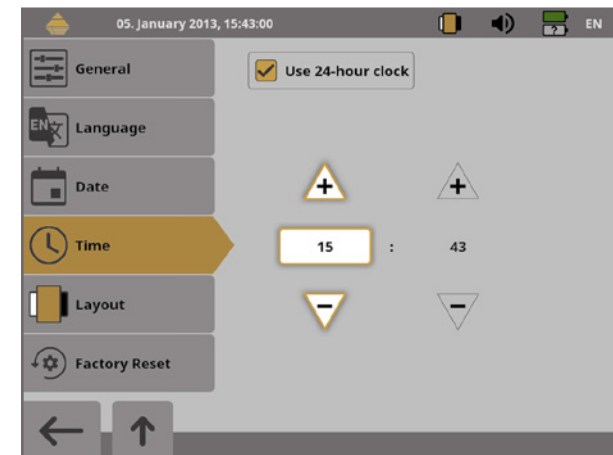 05. January 2013, 15:43:00
?
EN
General
Use 24-hour clock
EN
Language
Date
+ +
Time
15 : 43
Layout
− −
Factory Reset